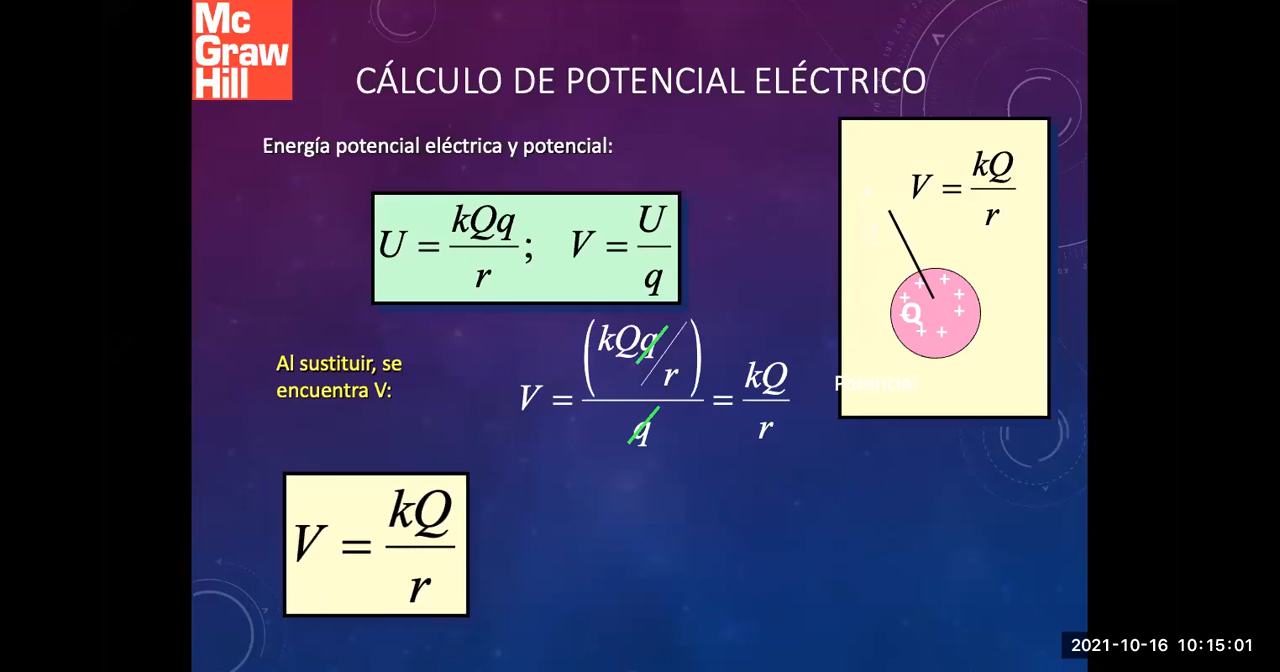 Mc
Graw
Hill
CÁLCULO DE POTENCIAL ELÉCTRICO
Energía potencial eléctrica y potencial:
U = kQq/r ; V = U/q
V = kQ/r
Q
Al sustituir, se
encuentra V:
V = (kQq/r)/q = kQ/r
Potencial
V = kQ/r
2021-10-16 10:15:01